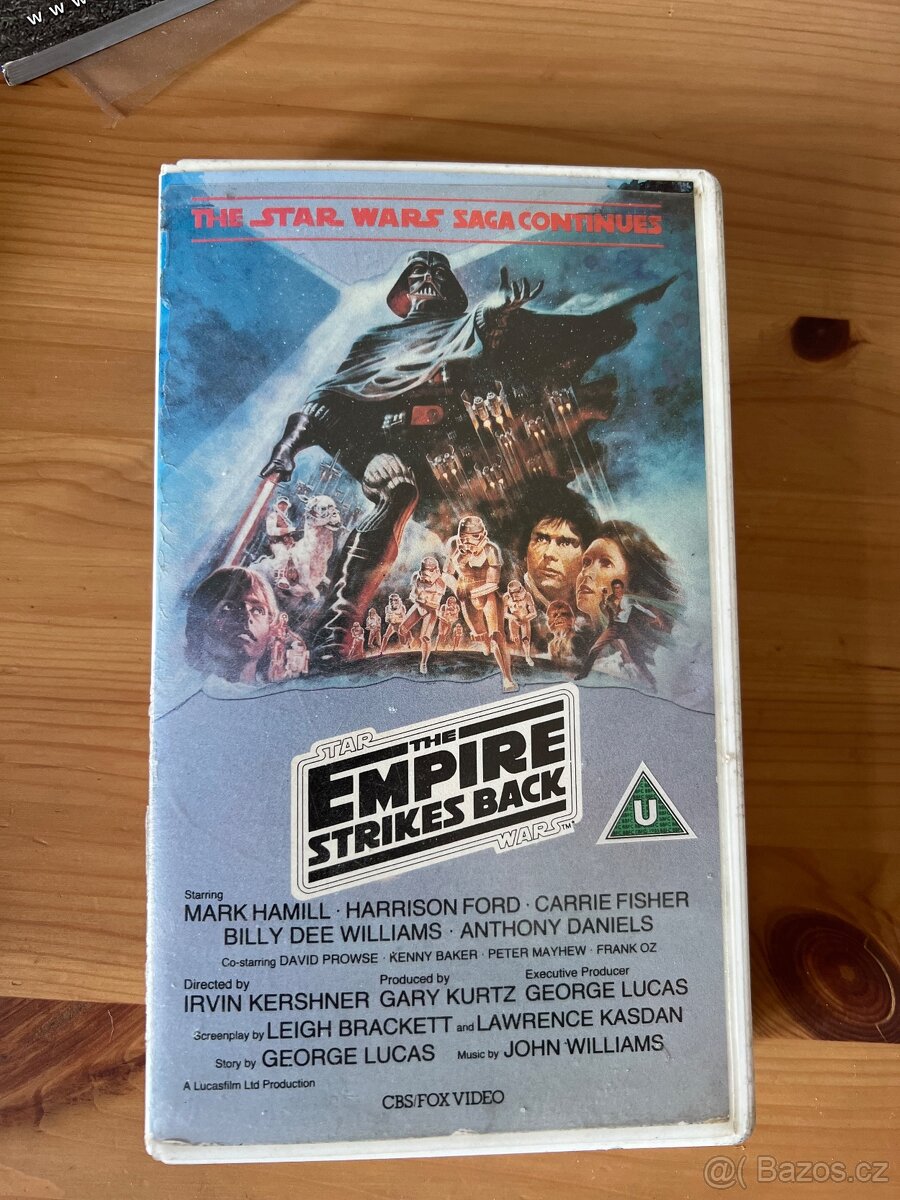 www
THE STAR WARS SAGA CONTINUES
STAR
THE
EMPIRE
STRIKES BACK
WARS™
U
Starring
MARK HAMILL · HARRISON FORD · CARRIE FISHER
BILLY DEE WILLIAMS · ANTHONY DANIELS
Co-starring DAVID PROWSE · KENNY BAKER · PETER MAYHEW · FRANK OZ
Directed by Produced by Executive Producer
IRVIN KERSHNER GARY KURTZ GEORGE LUCAS
Screenplay by LEIGH BRACKETT and LAWRENCE KASDAN
Story by GEORGE LUCAS Music by JOHN WILLIAMS
A Lucasfilm Ltd Production
CBS/FOX VIDEO
@( Bazos.cz